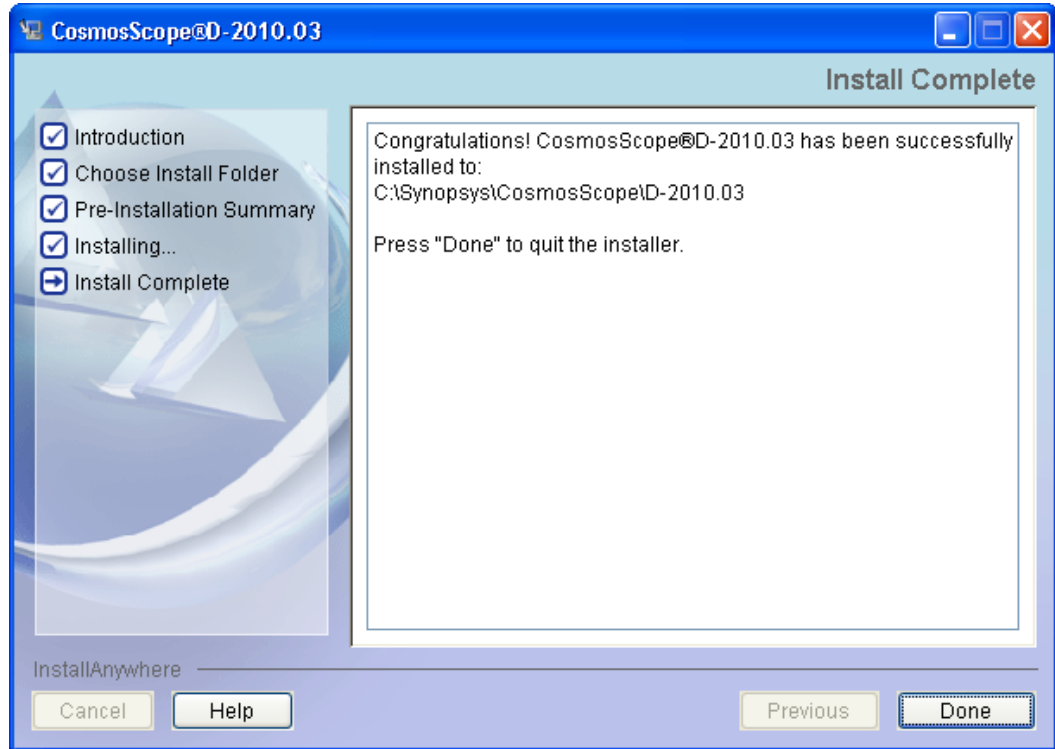 CosmosScope®D-2010.03
Install Complete
Introduction
Choose Install Folder
Pre-Installation Summary
Installing...
Install Complete
Congratulations! CosmosScope®D-2010.03 has been successfully
installed to:
C:\Synopsys\CosmosScope\D-2010.03
Press "Done" to quit the installer.
InstallAnywhere
Cancel
Help
Previous
Done